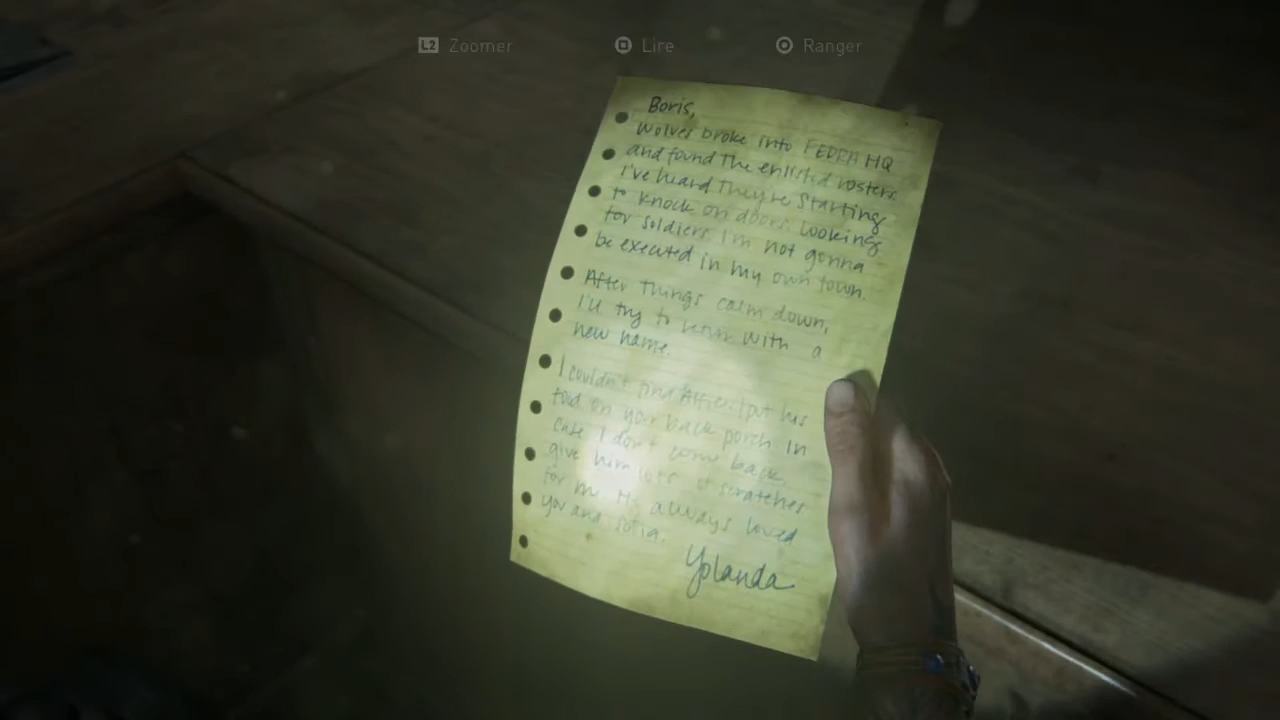 L2 Zoomer
Lire
Ranger
Boris,
Wolves broke into FEDRA HQ
and found the enlisted rosters.
I've heard they're starting
to knock on doors looking
for soldiers. I'm not gonna
be executed in my own town.
After things calm down,
I'll try to return with a
new name.
I couldn't find Alfie. I put his
food on your back porch in
case I don't come back.
give him lots of scratches
for me. He always loved
you and Sofia.
Yolanda